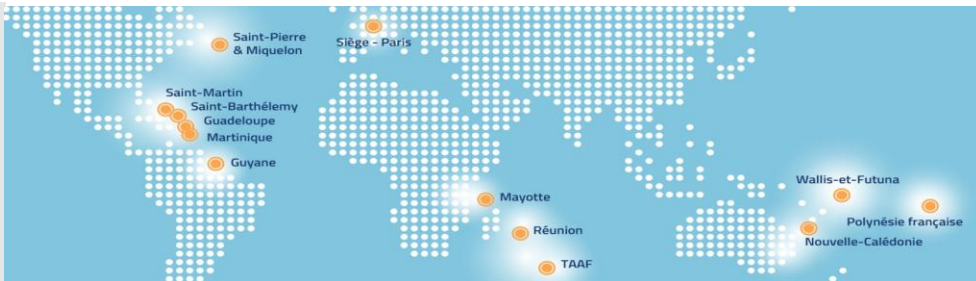 Saint-Pierre
& Miquelon
Siège - Paris
Saint-Martin
Saint-Barthélemy
Guadeloupe
Martinique
Guyane
Mayotte
Réunion
TAAF
Wallis-et-Futuna
Polynésie française
Nouvelle-Calédonie